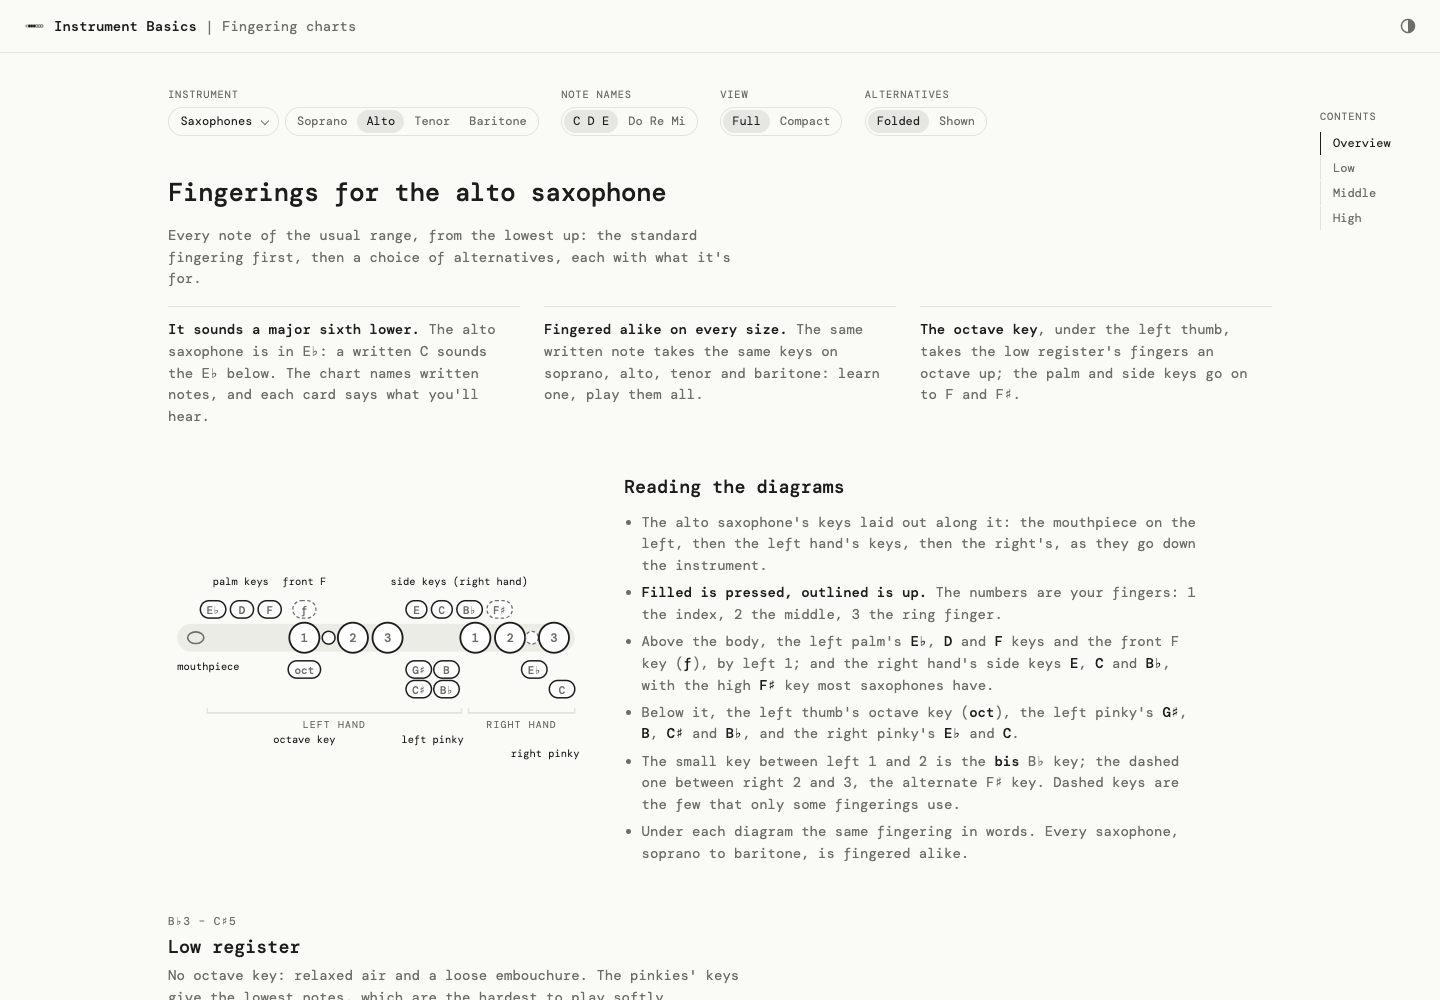 Instrument Basics | Fingering charts
INSTRUMENT
NOTE NAMES
VIEW
ALTERNATIVES
Saxophones
Soprano Alto Tenor Baritone
C D E Do Re Mi
Full Compact
Folded Shown
CONTENTS
Overview
Low
Middle
High
Fingerings for the alto saxophone
Every note of the usual range, from the lowest up: the standard
fingering first, then a choice of alternatives, each with what it's
for.
It sounds a major sixth lower. The alto
saxophone is in E♭: a written C sounds
the E♭ below. The chart names written
notes, and each card says what you'll
hear.
Fingered alike on every size. The same
written note takes the same keys on
soprano, alto, tenor and baritone: learn
one, play them all.
The octave key, under the left thumb,
takes the low register's fingers an
octave up; the palm and side keys go on
to F and F♯.
palm keys front F side keys (right hand)
E♭ D F f E C B♭ F♯
1 2 3 1 2 3
mouthpiece oct G♯ B E♭
C♯ B♭ C
LEFT HAND RIGHT HAND
octave key left pinky
right pinky
Reading the diagrams
• The alto saxophone's keys laid out along it: the mouthpiece on the
left, then the left hand's keys, then the right's, as they go down
the instrument.
• Filled is pressed, outlined is up. The numbers are your fingers: 1
the index, 2 the middle, 3 the ring finger.
• Above the body, the left palm's E♭, D and F keys and the front F
key (f), by left 1; and the right hand's side keys E, C and B♭,
with the high F♯ key most saxophones have.
• Below it, the left thumb's octave key (oct), the left pinky's G♯,
B, C♯ and B♭, and the right pinky's E♭ and C.
• The small key between left 1 and 2 is the bis B♭ key; the dashed
one between right 2 and 3, the alternate F♯ key. Dashed keys are
the few that only some fingerings use.
• Under each diagram the same fingering in words. Every saxophone,
soprano to baritone, is fingered alike.
B♭3 – C♯5
Low register
No octave key: relaxed air and a loose embouchure. The pinkies' keys
give the lowest notes, which are the hardest to play softly.